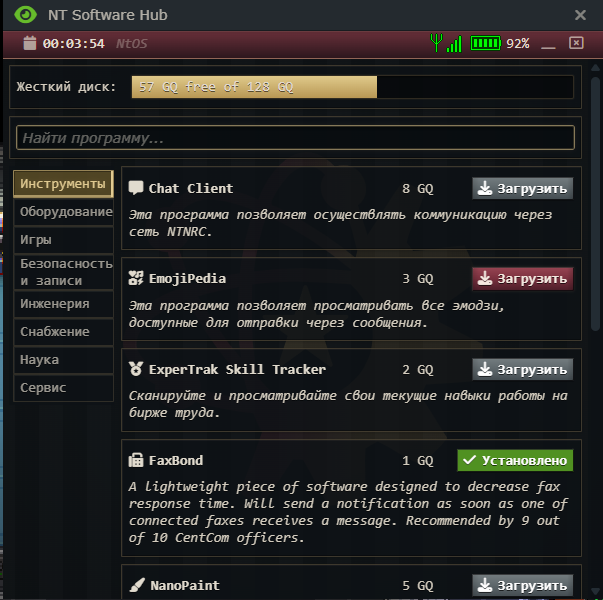 NT Software Hub
00:03:54 NtOS 92%
Жесткий диск: 57 GQ free of 128 GQ
Найти программу...
Инструменты
Оборудование
Игры
Безопасность
и записи
Инженерия
Снабжение
Наука
Сервис
Chat Client 8 GQ Загрузить
Эта программа позволяет осуществлять коммуникацию через
сеть NTNRC.
EmojiPedia 3 GQ Загрузить
Эта программа позволяет просматривать все эмодзи,
доступные для отправки через сообщения.
ExperTrak Skill Tracker 2 GQ Загрузить
Сканируйте и просматривайте свои текущие навыки работы на
бирже труда.
FaxBond 1 GQ Установлено
A lightweight piece of software designed to decrease fax
response time. Will send a notification as soon as one of
connected faxes receives a message. Recommended by 9 out
of 10 CentCom officers.
NanoPaint 5 GQ Загрузить